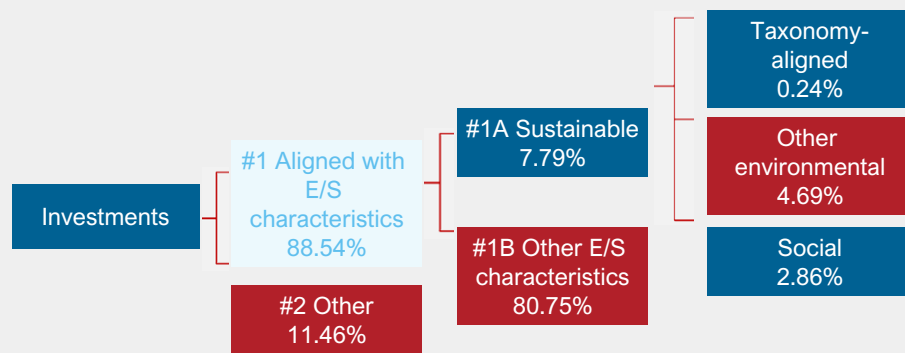 Investments
#1 Aligned with
E/S
characteristics
88.54%
#2 Other
11.46%
#1A Sustainable
7.79%
#1B Other E/S
characteristics
80.75%
Taxonomy-
aligned
0.24%
Other
environmental
4.69%
Social
2.86%